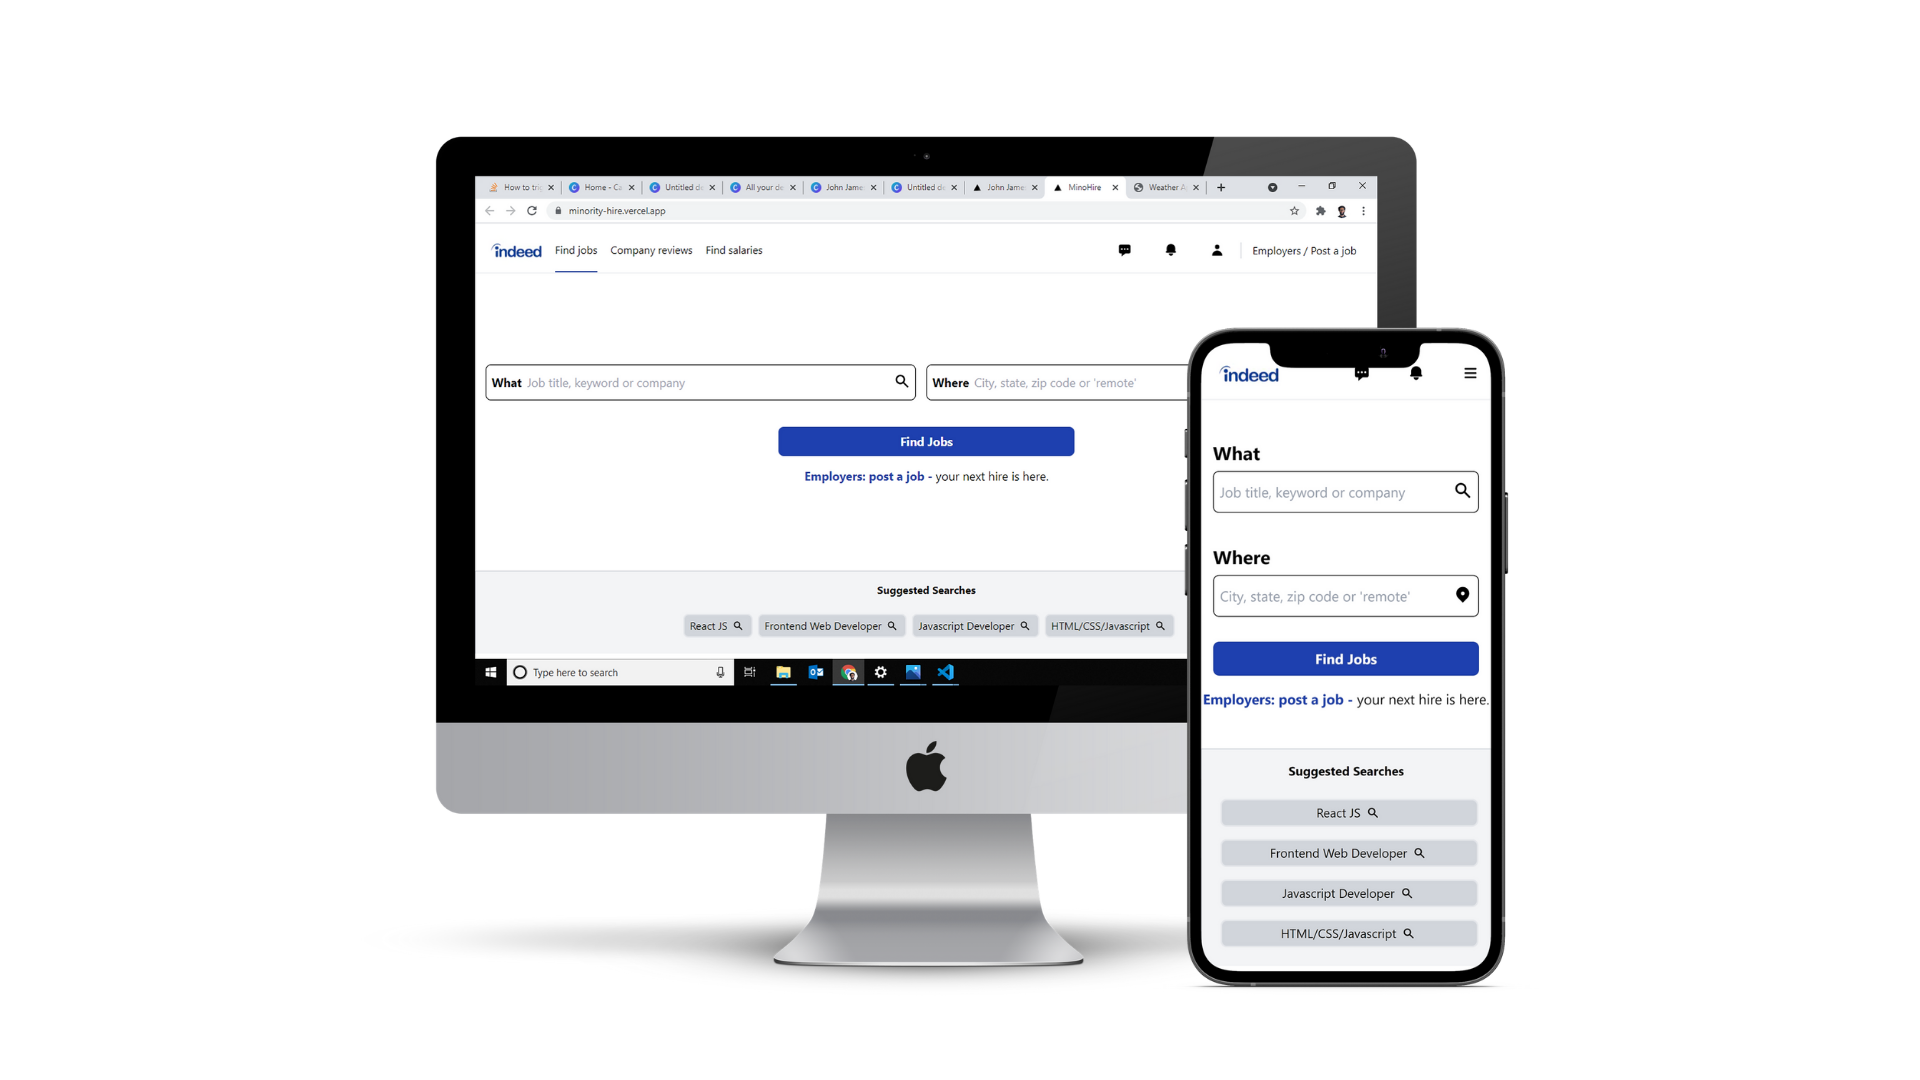 How to tri
Home - Ca
Untitled de
All your de
John Jame
Untitled de
John Jame
MinoHire
Weather A
minority-hire.vercel.app
indeed Find jobs Company reviews Find salaries Employers / Post a job
What Job title, keyword or company
Where City, state, zip code or 'remote'
Find Jobs
Employers: post a job - your next hire is here.
Suggested Searches
React JS
Frontend Web Developer
Javascript Developer
HTML/CSS/Javascript
Type here to search
indeed
What
Job title, keyword or company
Where
City, state, zip code or 'remote'
Find Jobs
Employers: post a job - your next hire is here.
Suggested Searches
React JS
Frontend Web Developer
Javascript Developer
HTML/CSS/Javascript